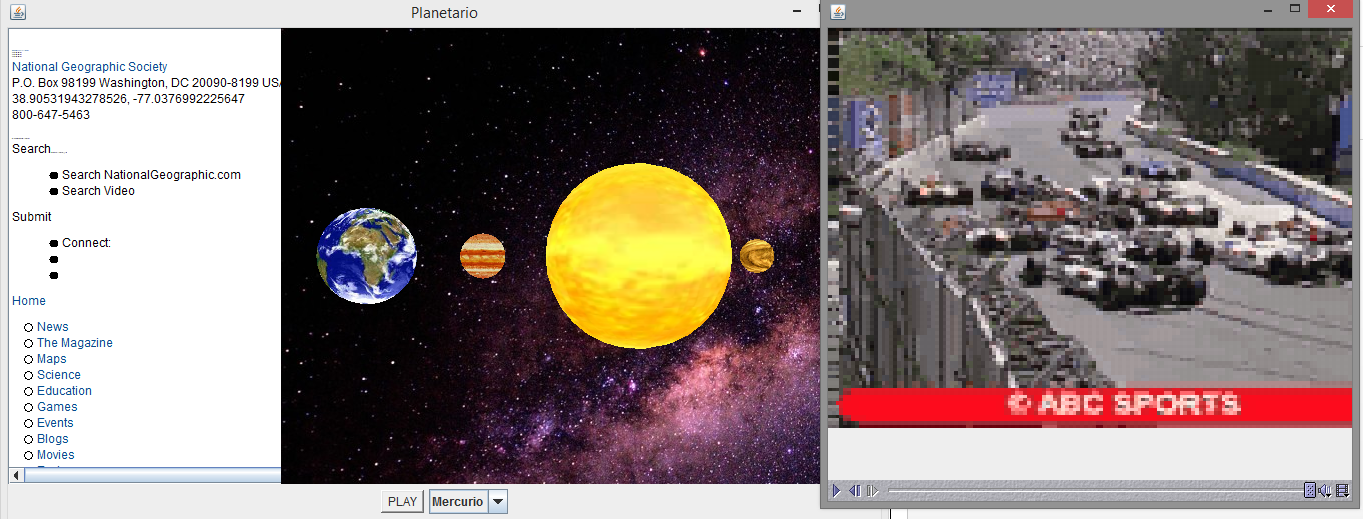 Planetario
National Geographic Society
P.O. Box 98199 Washington, DC 20090-8199 USA
38.90531943278526, -77.0376992225647
800-647-5463
Search
Search NationalGeographic.com
Search Video
Submit
Connect:
Home
News
The Magazine
Maps
Science
Education
Games
Events
Blogs
Movies
PLAY
Mercurio
© ABC SPORTS